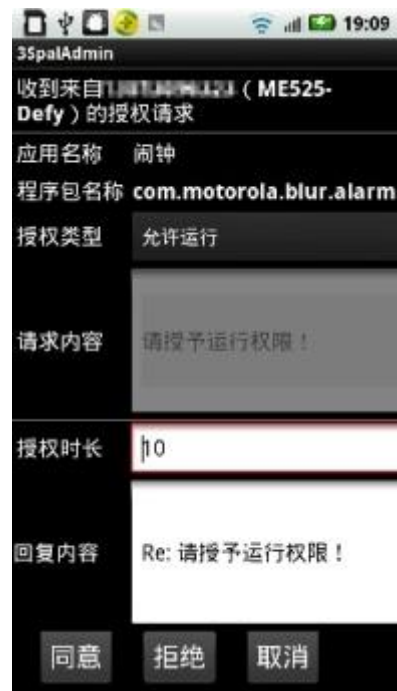 19:09
3SpalAdmin
收到来自（ME525-
Defy）的授权请求
应用名称 闹钟
程序包名称 com.motorola.blur.alarm
授权类型 允许运行
请求内容 请授予运行权限！
授权时长 10
回复内容 Re: 请授予运行权限！
同意 拒绝 取消